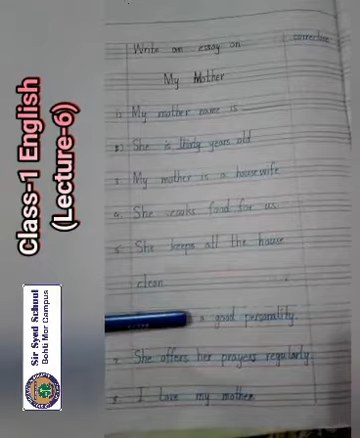 Class-1 English
(Lecture-6)
Sir Syed School
Bohti Mor Campus
Write an essay on
My Mother
1) My mother name is
2) She is thirty years old
3 My mother is a housewife
4 She cooks food for us.
5 She keeps all the house
clean
a good personality.
7. She offers her prayers regularly
8 I love my mother